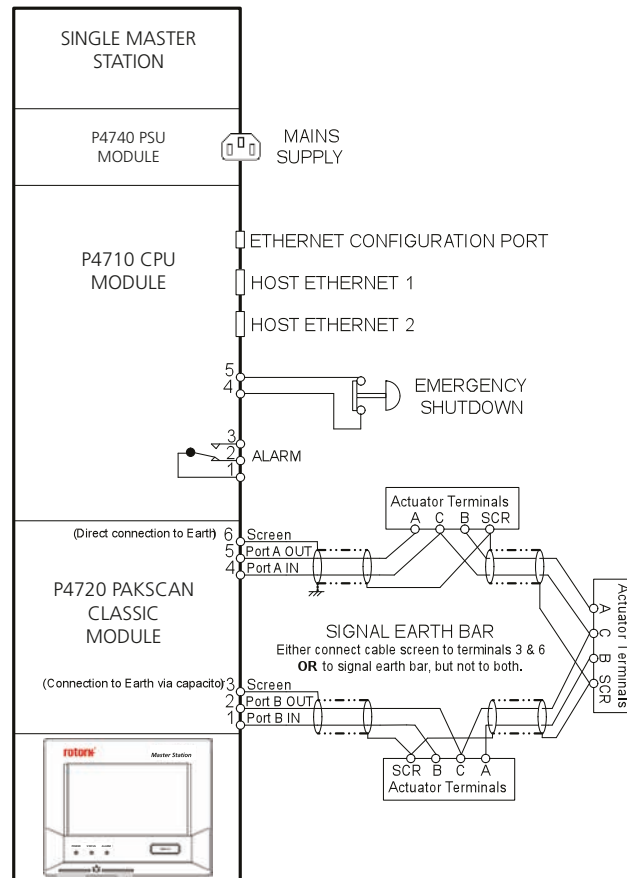 SINGLE MASTER
STATION
P4740 PSU
MODULE
MAINS
SUPPLY
P4710 CPU
MODULE
ETHERNET CONFIGURATION PORT
HOST ETHERNET 1
HOST ETHERNET 2
5
4
EMERGENCY
SHUTDOWN
3
2
1
ALARM
P4720 PAKSCAN
CLASSIC
MODULE
(Direct connection to Earth) 6 Screen
5 Port A OUT
4 Port A IN
Actuator Terminals
A C B SCR
SIGNAL EARTH BAR
Either connect cable screen to terminals 3 & 6
OR to signal earth bar, but not to both.
Actuator Terminals
A
C
B
SCR
(Connection to Earth via capacitor) 3 Screen
2 Port B OUT
1 Port B IN
SCR B C A
Actuator Terminals
rotork Master Station